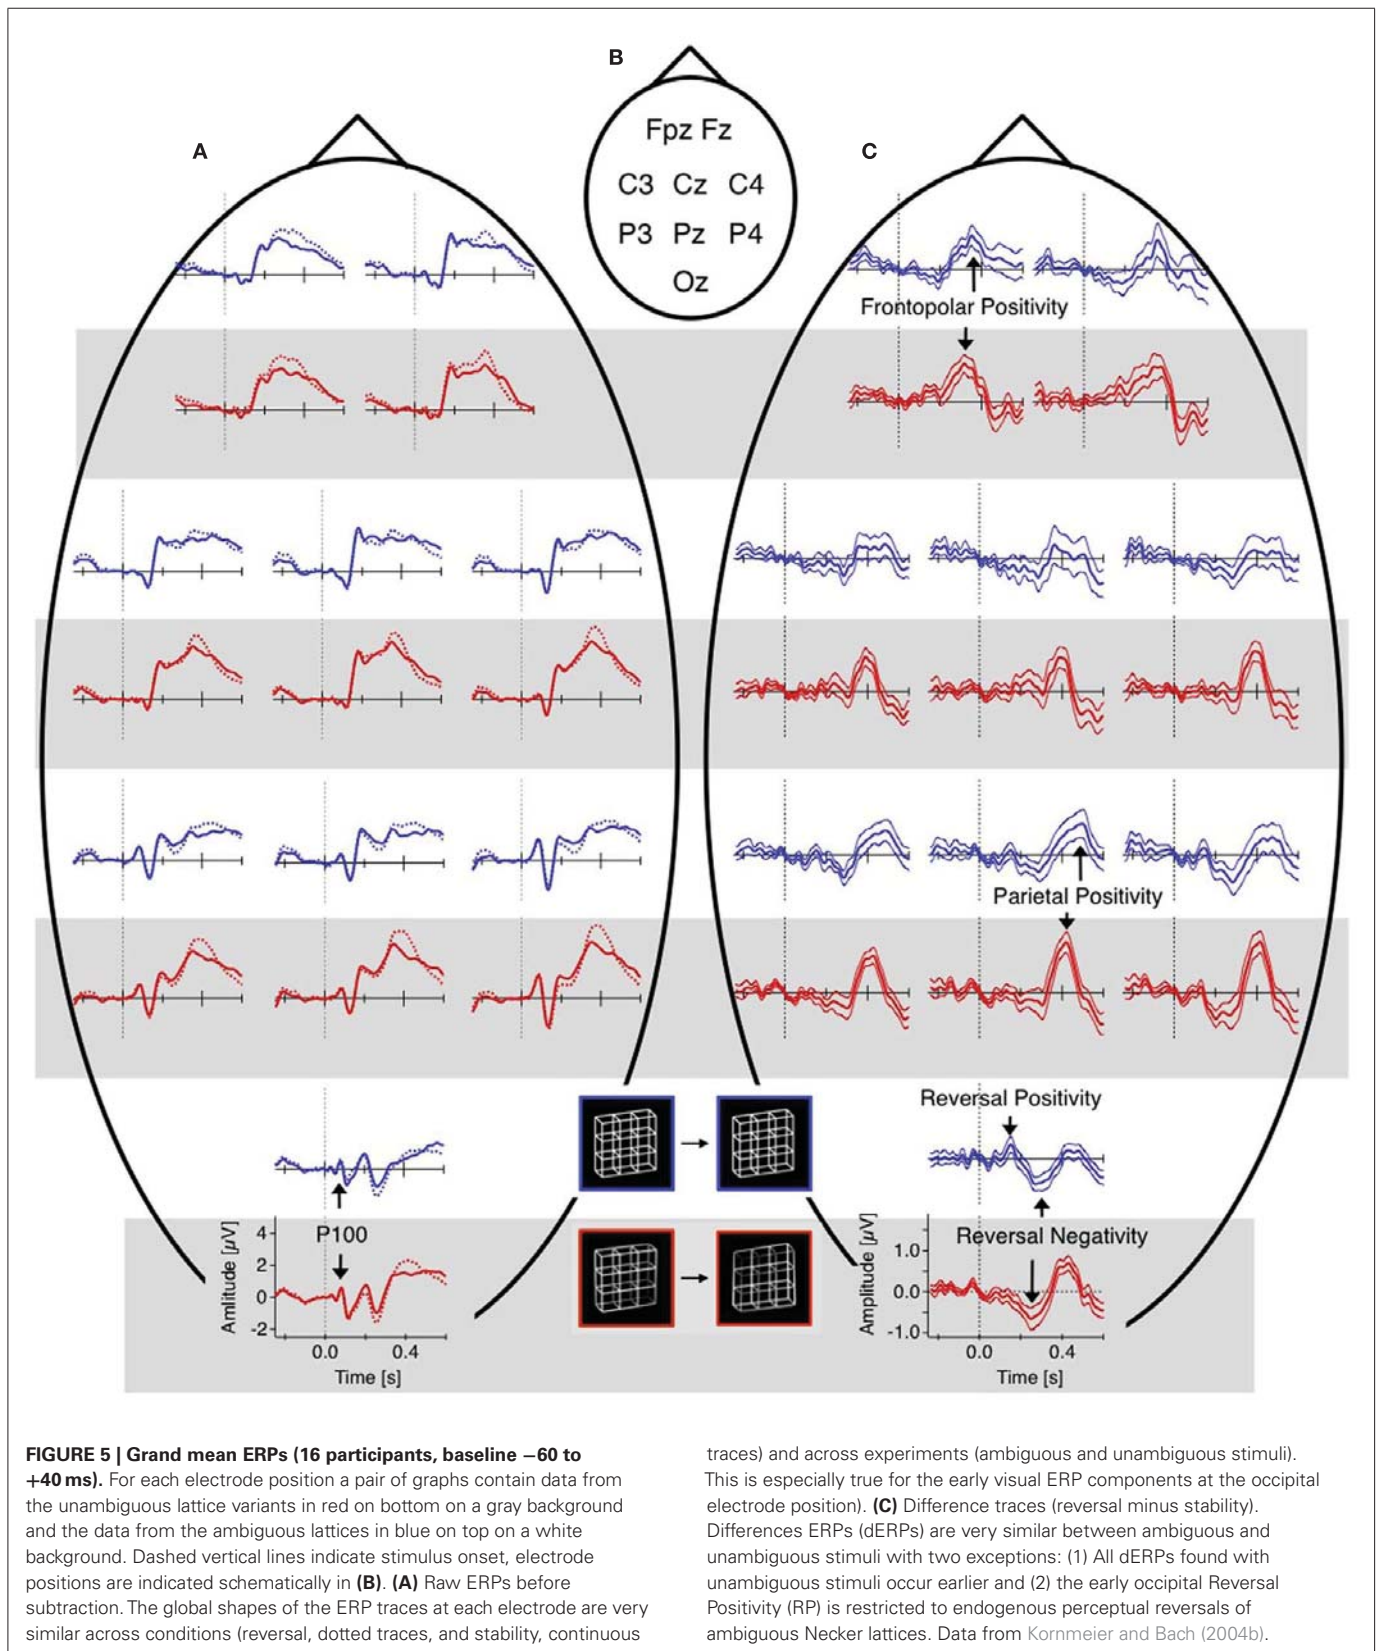 B
Fpz Fz
A
C
C3 Cz C4
P3 Pz P4
Oz
Frontopolar Positivity
Parietal Positivity
Reversal Positivity
P100
Reversal Negativity
Amlitude [µV]
4
2
0
-2
0.0 0.4
Time [s]
Amplitude [µV]
1.0
0.0
-1.0
0.0 0.4
Time [s]
FIGURE 5 | Grand mean ERPs (16 participants, baseline −60 to
+40 ms). For each electrode position a pair of graphs contain data from
the unambiguous lattice variants in red on bottom on a gray background
and the data from the ambiguous lattices in blue on top on a white
background. Dashed vertical lines indicate stimulus onset, electrode
positions are indicated schematically in (B). (A) Raw ERPs before
subtraction. The global shapes of the ERP traces at each electrode are very
similar across conditions (reversal, dotted traces, and stability, continuous
traces) and across experiments (ambiguous and unambiguous stimuli).
This is especially true for the early visual ERP components at the occipital
electrode position). (C) Difference traces (reversal minus stability).
Differences ERPs (dERPs) are very similar between ambiguous and
unambiguous stimuli with two exceptions: (1) All dERPs found with
unambiguous stimuli occur earlier and (2) the early occipital Reversal
Positivity (RP) is restricted to endogenous perceptual reversals of
ambiguous Necker lattices. Data from Kornmeier and Bach (2004b).